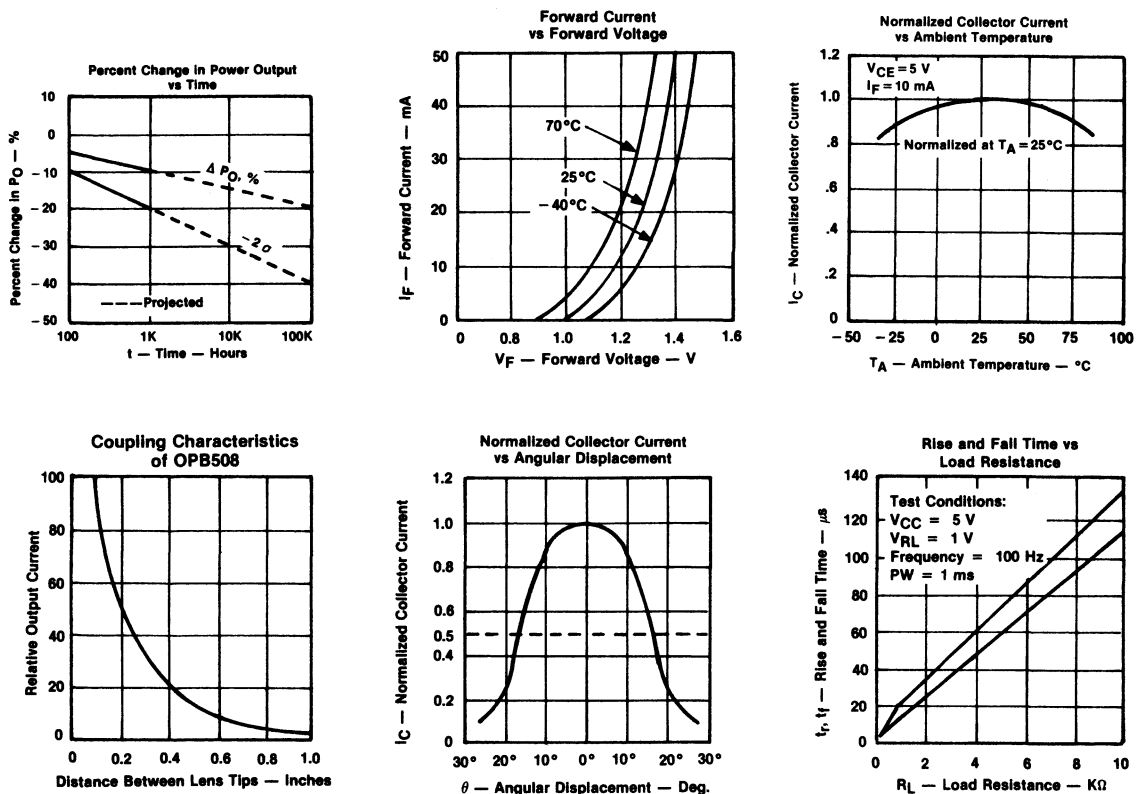 Percent Change in Power Output
vs Time
Percent Change in PO — %
10
0
− 10
− 20
− 30
− 40
− 50
Δ PO, %
−2σ
----Projected
100 1K 10K 100K
t — Time — Hours
Forward Current
vs Forward Voltage
IF — Forward Current — mA
50
40
30
20
10
0
70°C
25°C
− 40°C
0 0.8 1.0 1.2 1.4 1.6
VF — Forward Voltage — V
Normalized Collector Current
vs Ambient Temperature
IC — Normalized Collector Current
1.2
1.0
.8
.6
.4
.2
0
VCE = 5 V
IF = 10 mA
Normalized at TA = 25°C
− 50 − 25 0 25 50 75 100
TA — Ambient Temperature — °C
Coupling Characteristics
of OPB508
Relative Output Current
100
80
60
40
20
0
0 0.2 0.4 0.6 0.8 1.0
Distance Between Lens Tips — Inches
Normalized Collector Current
vs Angular Displacement
IC — Normalized Collector Current
1.2
1.0
0.8
0.6
0.5
0.4
0.2
0
30° 20° 10° 0° 10° 20° 30°
θ — Angular Displacement — Deg.
Rise and Fall Time vs
Load Resistance
tr, tf — Rise and Fall Time — μs
140
120
100
80
60
40
20
0
Test Conditions:
VCC = 5 V
VRL = 1 V
Frequency = 100 Hz
PW = 1 ms
0 2 4 6 8 10
RL — Load Resistance — KΩ